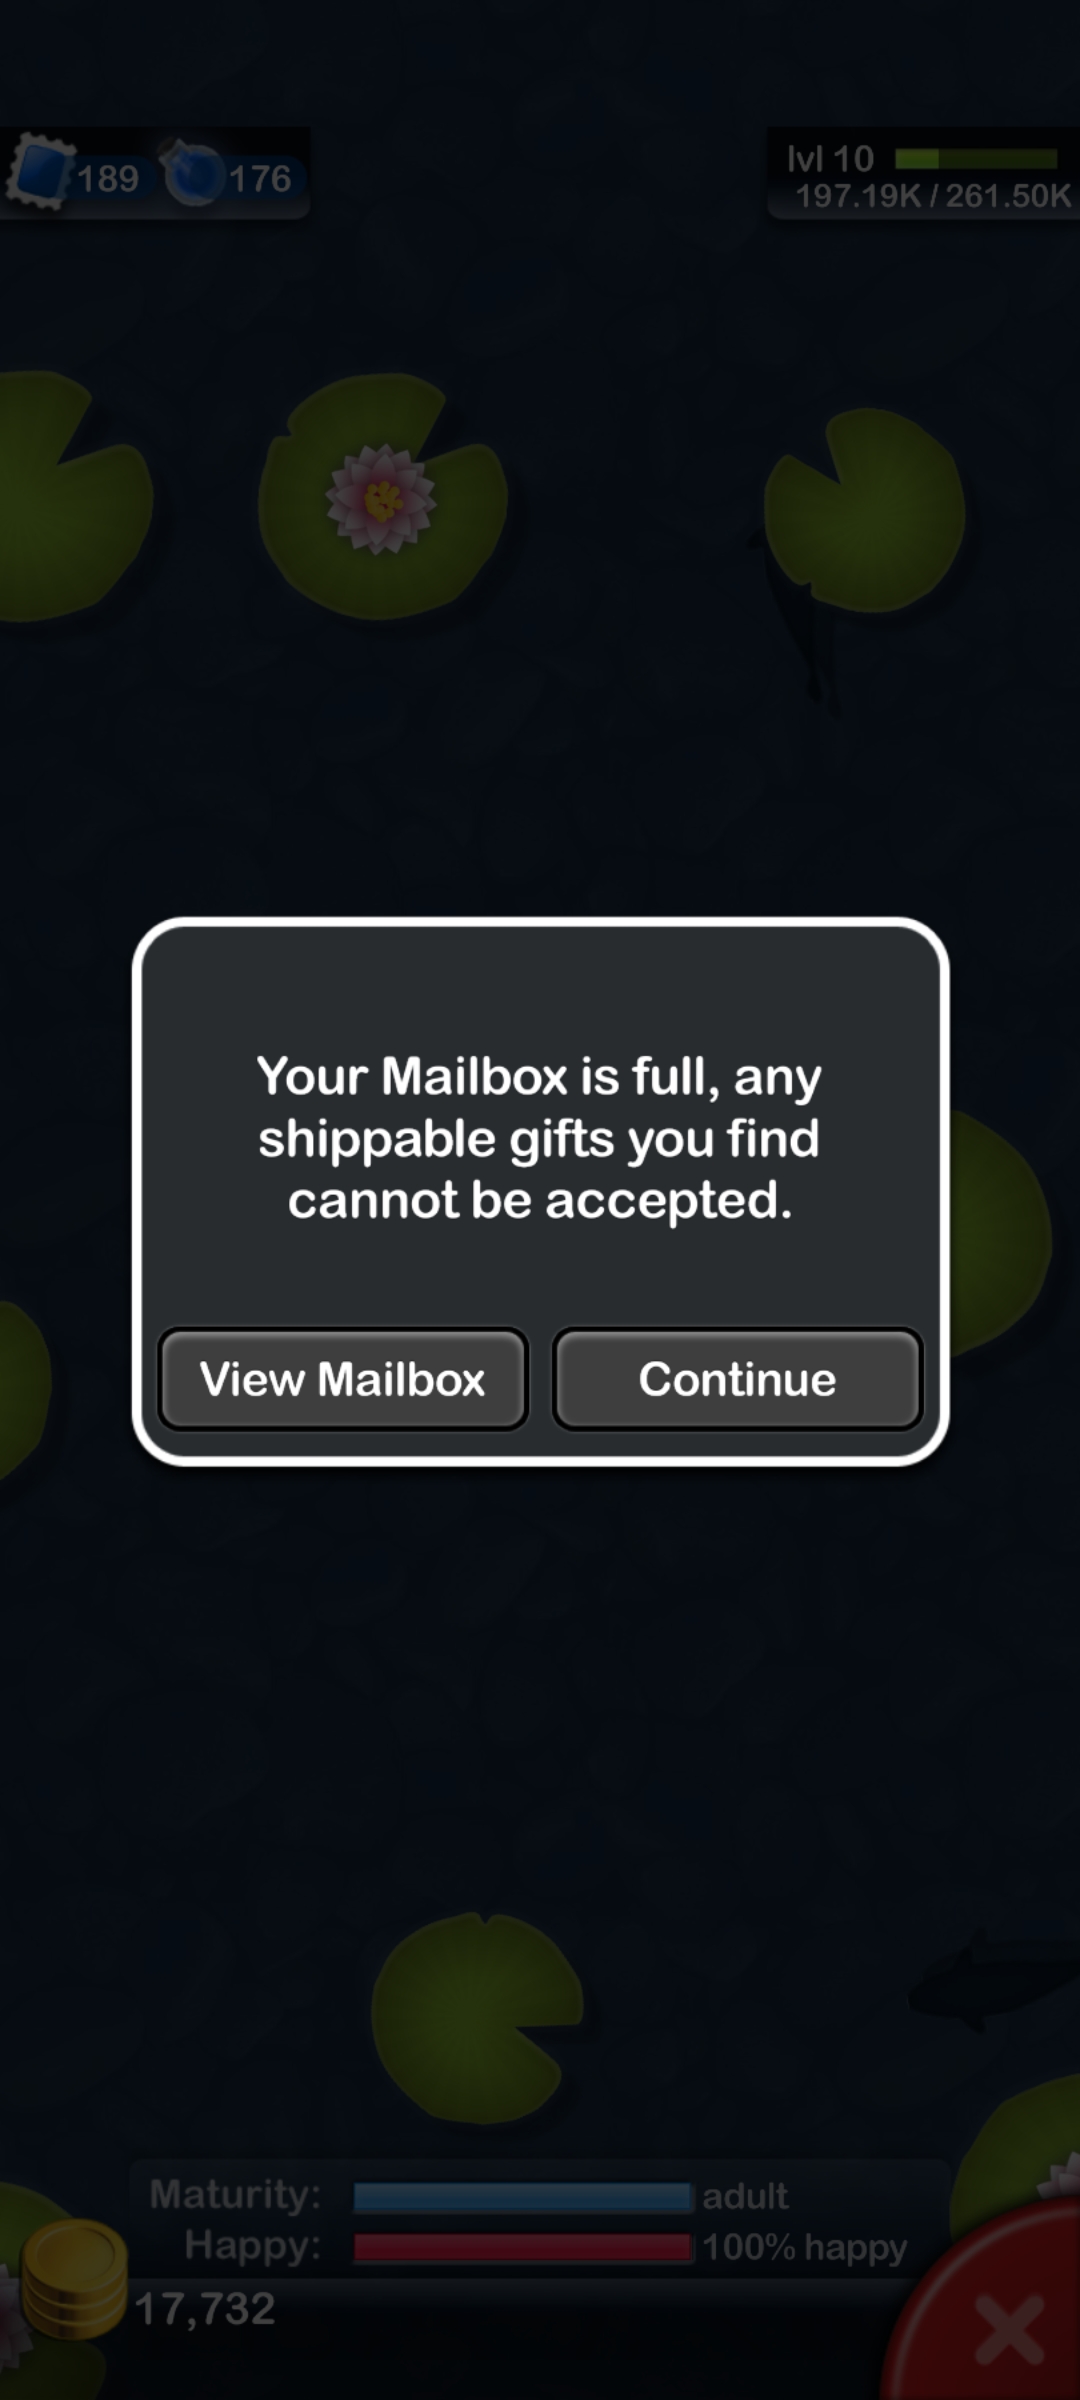 189 176
lvl 10
197.19K / 261.50K
Your Mailbox is full, any
shippable gifts you find
cannot be accepted.
View Mailbox Continue
Maturity: adult
Happy: 100% happy
17,732